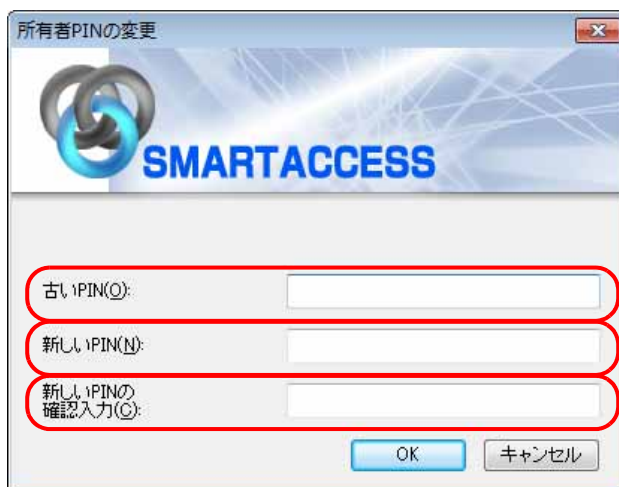 所有者PINの変更
SMARTACCESS
古いPIN(O):
新しいPIN(N):
新しいPINの
確認入力(C):
OK
キャンセル